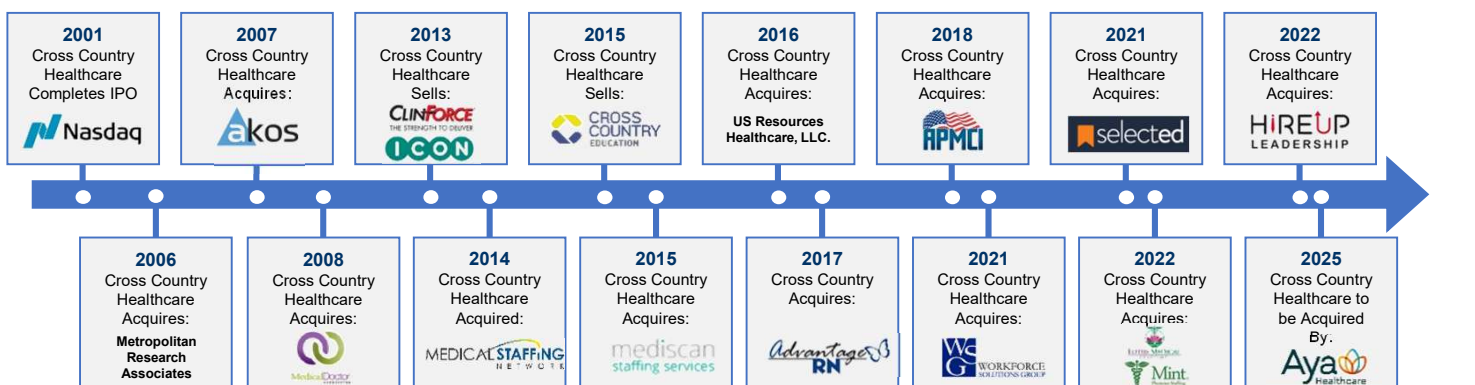 2001
Cross Country
Healthcare
Completes IPO
Nasdaq
2007
Cross Country
Healthcare
Acquires:
akos
2013
Cross Country
Healthcare
Sells:
CLINFORCE
THE STRENGTH TO DELIVER
ICON
2015
Cross Country
Healthcare
Sells:
CROSS
COUNTRY
EDUCATION
2016
Cross Country
Healthcare
Acquires:
US Resources
Healthcare, LLC.
2018
Cross Country
Healthcare
Acquires:
APMCI
2021
Cross Country
Healthcare
Acquires:
selected
2022
Cross Country
Healthcare
Acquires:
HiREUP
LEADERSHIP
2006
Cross Country
Healthcare
Acquires:
Metropolitan
Research
Associates
2008
Cross Country
Healthcare
Acquires:
MedicalDoctor
2014
Cross Country
Healthcare
Acquired:
MEDICAL STAFFING
NETWORK
2015
Cross Country
Healthcare
Acquires:
mediscan
staffing services
2017
Cross Country
Acquires:
Advantage
RN
2021
Cross Country
Healthcare
Acquires:
WSG WORKFORCE
SOLUTIONS GROUP
2022
Cross Country
Healthcare
Acquires:
Mint
2025
Cross Country
Healthcare to
be Acquired
By:
Aya
Healthcare